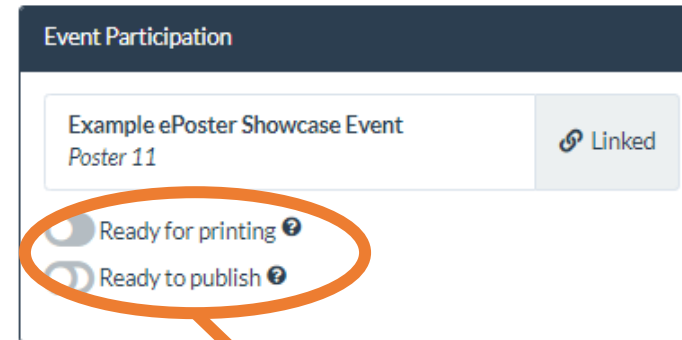 Event Participation
Example ePoster Showcase Event
Poster 11
Linked
Ready for printing ?
Ready to publish ?